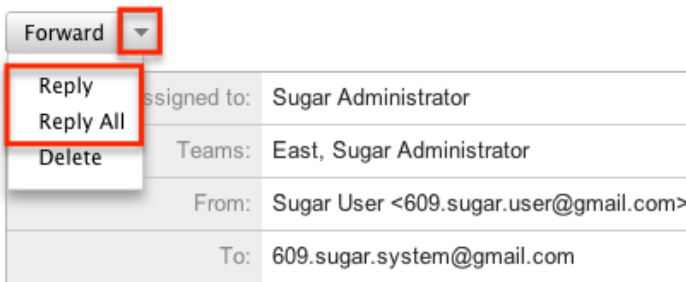 Forward
Reply
Reply All
Delete
ssigned to: Sugar Administrator
Teams: East, Sugar Administrator
From: Sugar User <609.sugar.user@gmail.com>
To: 609.sugar.system@gmail.com